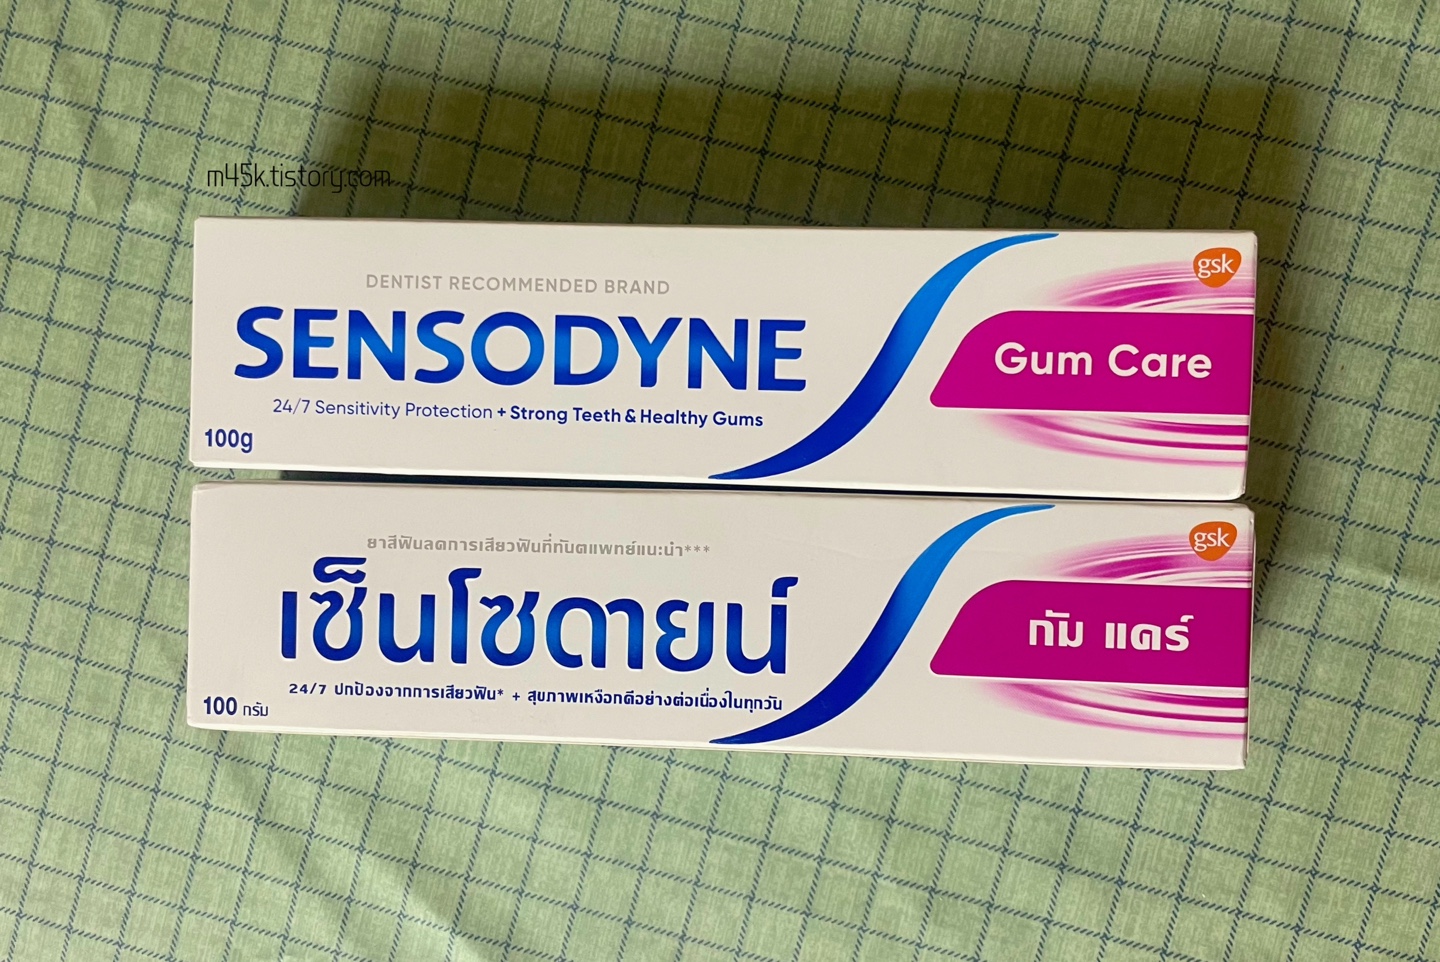 m45k.tistory.com
DENTIST RECOMMENDED BRAND
SENSODYNE
24/7 Sensitivity Protection + Strong Teeth & Healthy Gums
100g
gsk
Gum Care
ยาสีฟันลดการเสียวฟันที่ทันตแพทย์แนะนำ***
เซ็นโซดายน์
24/7 ปกป้องจากการเสียวฟัน* + สุขภาพเหงือกดีอย่างต่อเนื่องในทุกวัน
100 กรัม
gsk
กัม แคร์